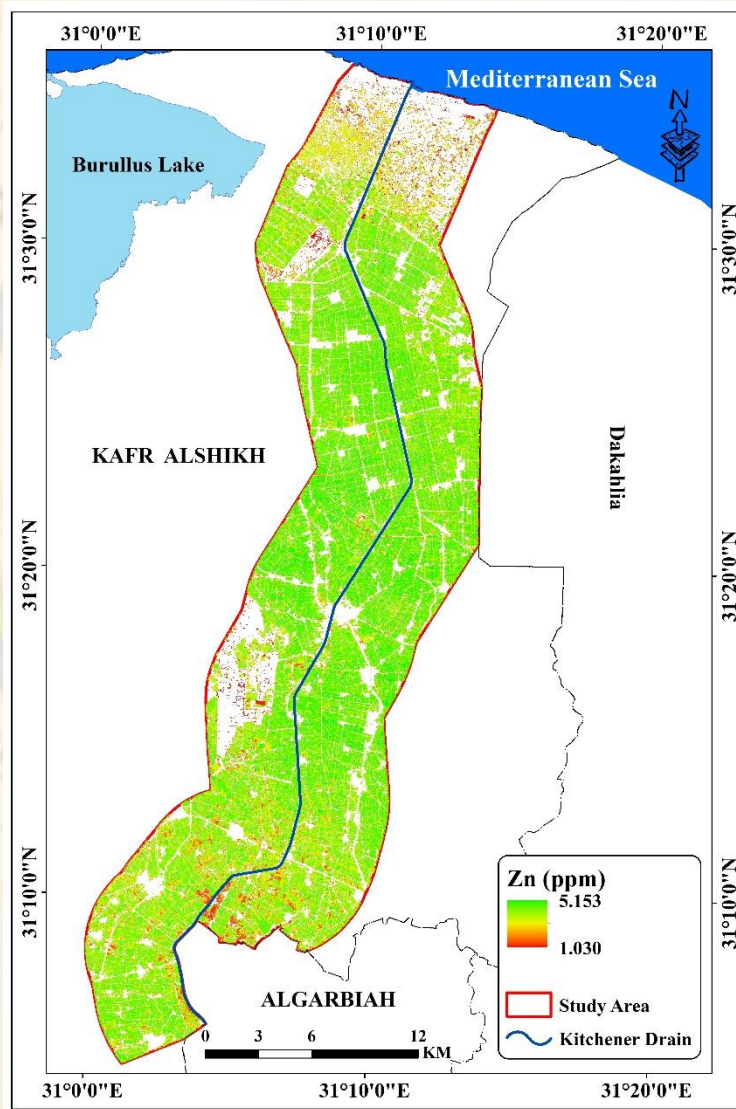 31°0'0"E 31°10'0"E 31°20'0"E
Mediterranean Sea
N
Burullus Lake
31°30'0"N 31°30'0"N
KAFR ALSHIKH
Dakahlia
31°20'0"N 31°20'0"N
31°10'0"N 31°10'0"N
Zn (ppm)
5.153
1.030
Study Area
Kitchener Drain
ALGARBIAH
0 3 6 12
KM
31°0'0"E 31°10'0"E 31°20'0"E